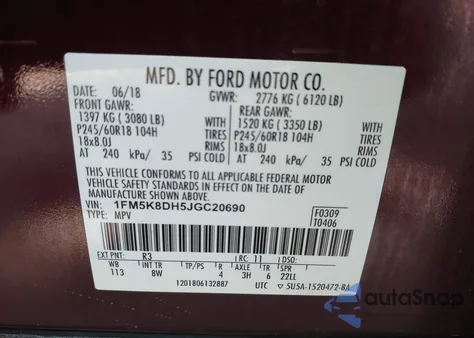 MFD. BY FORD MOTOR CO.
DATE: 06/18 GVWR: 2776 KG ( 6120 LB)
FRONT GAWR: REAR GAWR:
1397 KG ( 3080 LB) 1520 KG ( 3350 LB)
P245/60R18 104H TIRES P245/60R18 104H
18x8.0J RIMS 18x8.0J
AT 240 kPa/ 35 PSI COLD AT 240 kPa/ 35 PSI COLD
THIS VEHICLE CONFORMS TO ALL APPLICABLE FEDERAL MOTOR
VEHICLE SAFETY AND THEFT PREVENTION STANDARDS IN EFFECT ON THE DATE OF
MANUFACTURE SHOWN ABOVE.
VIN: 1FM5K8DH5JGC20690
TYPE: MPV
F0309
T0406
EXT PNT: R3 RC: 11 DSO:
WB INT TR TP/PS R AXLE TR SPR
113 8W 4 3H 6 22LL
1201806132887 UTC 5U5A-1520472-BA
autoSnap